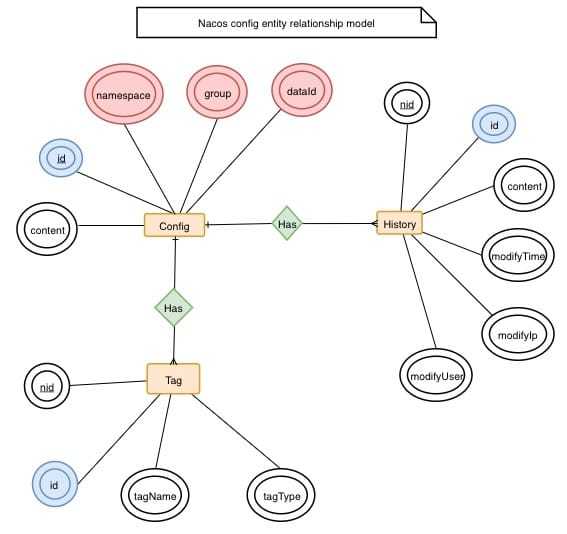 Nacos config entity relationship model
namespace
group
dataId
nid
id
id
content
content
Config
Has
History
modifyTime
Has
modifyIp
modifyUser
Tag
nid
id
tagName
tagType